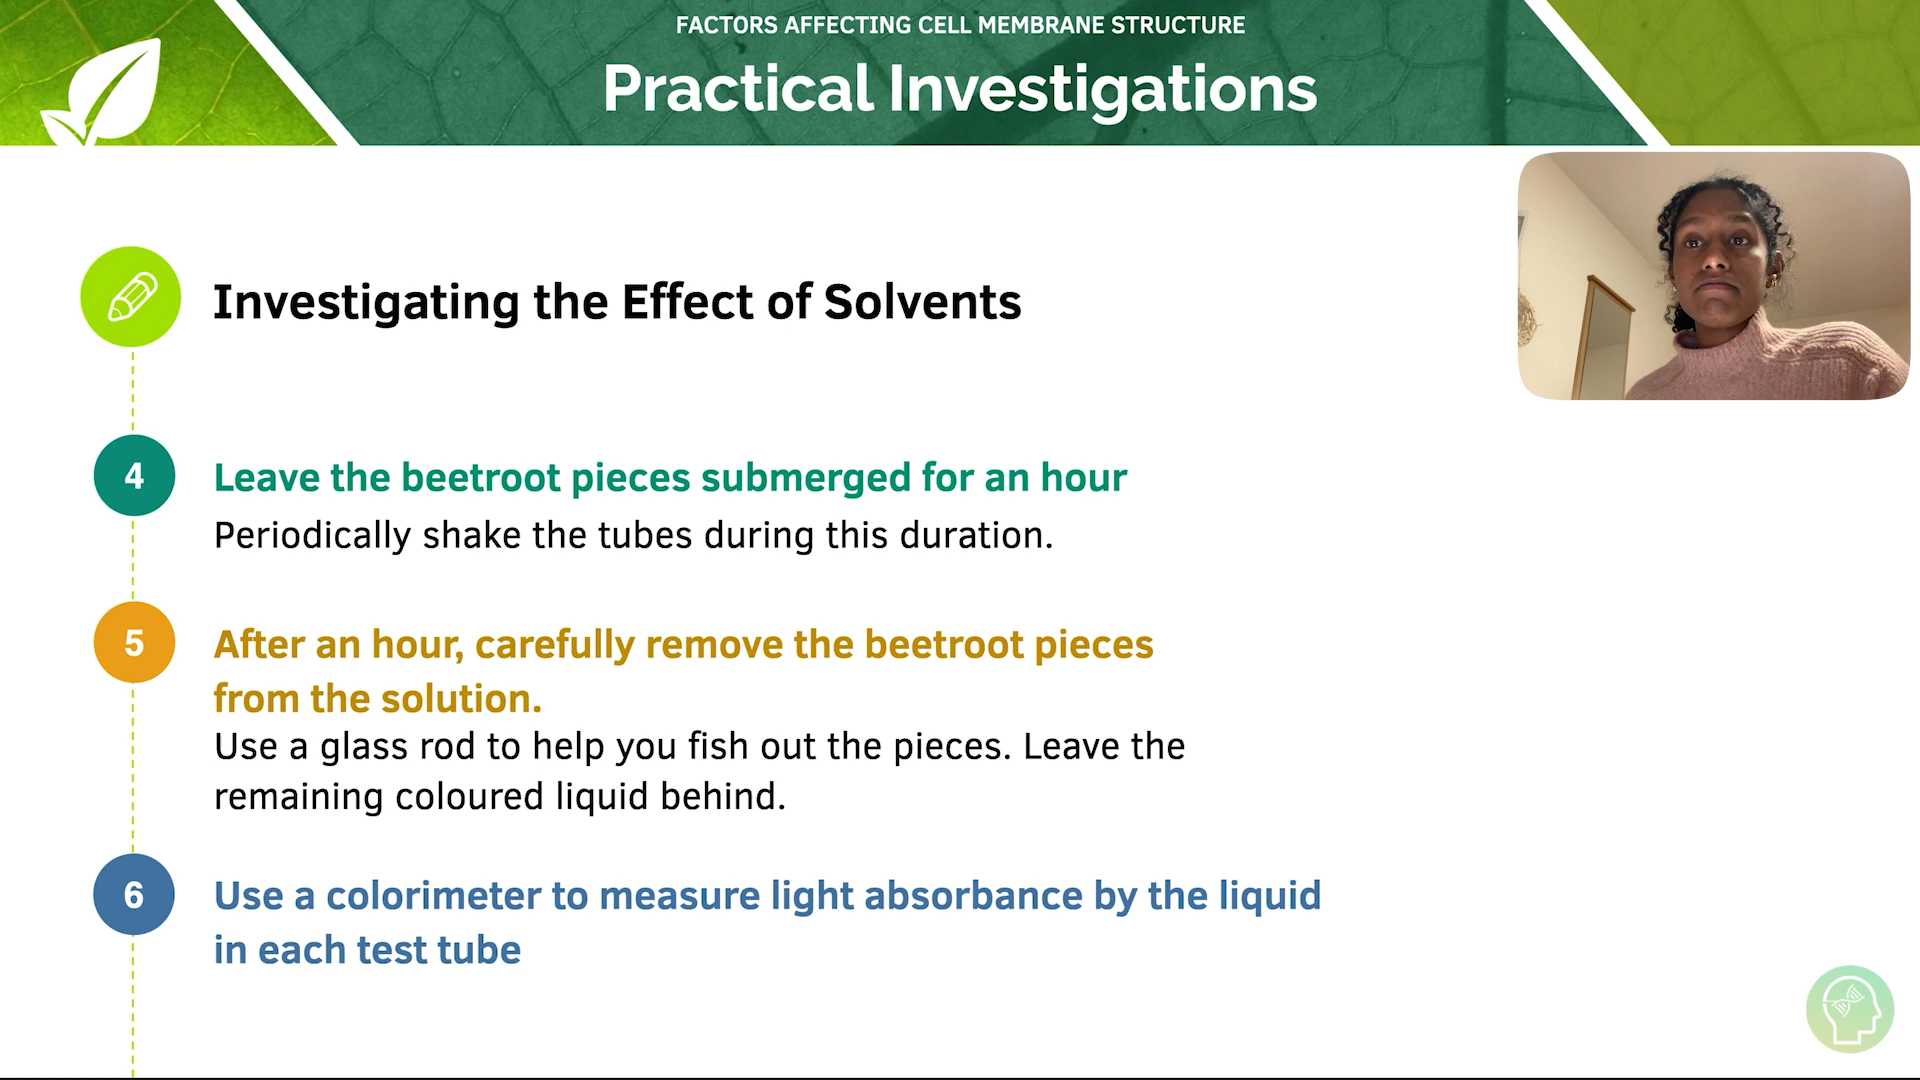 FACTORS AFFECTING CELL MEMBRANE STRUCTURE
Practical Investigations
Investigating the Effect of Solvents
4
Leave the beetroot pieces submerged for an hour
Periodically shake the tubes during this duration.
5
After an hour, carefully remove the beetroot pieces
from the solution.
Use a glass rod to help you fish out the pieces. Leave the
remaining coloured liquid behind.
6
Use a colorimeter to measure light absorbance by the liquid
in each test tube